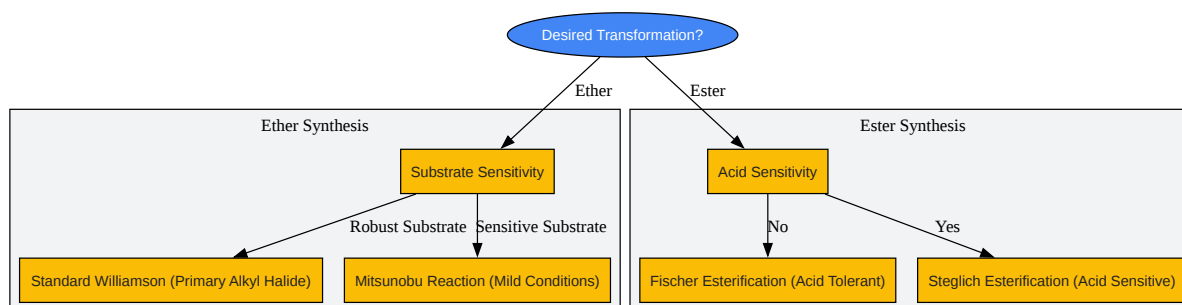 Desired Transformation?
Ether
Ester
Ether Synthesis
Ester Synthesis
Substrate Sensitivity
Acid Sensitivity
Robust Substrate
Sensitive Substrate
No
Yes
Standard Williamson (Primary Alkyl Halide)
Mitsunobu Reaction (Mild Conditions)
Fischer Esterification (Acid Tolerant)
Steglich Esterification (Acid Sensitive)